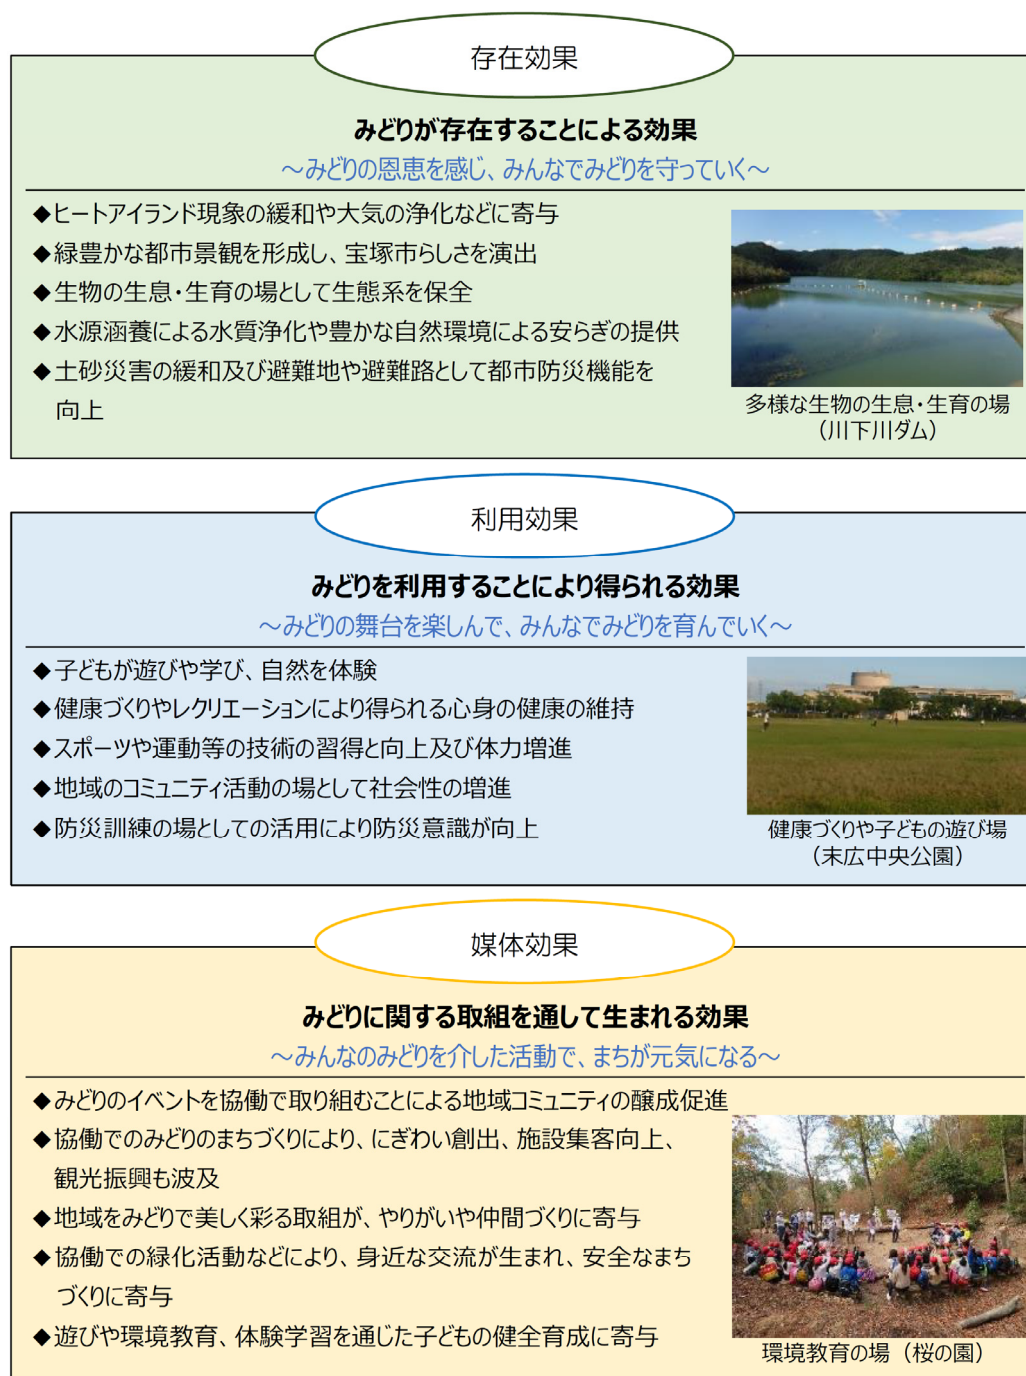 存在効果
みどりが存在することによる効果
～みどりの恩恵を感じ、みんなでみどりを守っていく～
◆ヒートアイランド現象の緩和や大気の浄化などに寄与
◆緑豊かな都市景観を形成し、宝塚市らしさを演出
◆生物の生息・生育の場として生態系を保全
◆水源涵養による水質浄化や豊かな自然環境による安らぎの提供
◆土砂災害の緩和及び避難地や避難路として都市防災機能を
向上
多様な生物の生息・生育の場
（川下川ダム）
利用効果
みどりを利用することにより得られる効果
～みどりの舞台を楽しんで、みんなでみどりを育んでいく～
◆子どもが遊びや学び、自然を体験
◆健康づくりやレクリエーションにより得られる心身の健康の維持
◆スポーツや運動等の技術の習得と向上及び体力増進
◆地域のコミュニティ活動の場として社会性の増進
◆防災訓練の場としての活用により防災意識が向上
健康づくりや子どもの遊び場
（末広中央公園）
媒体効果
みどりに関する取組を通して生まれる効果
～みんなのみどりを介した活動で、まちが元気になる～
◆みどりのイベントを協働で取り組むことによる地域コミュニティの醸成促進
◆協働でのみどりのまちづくりにより、にぎわい創出、施設集客向上、
観光振興も波及
◆地域をみどりで美しく彩る取組が、やりがいや仲間づくりに寄与
◆協働での緑化活動などにより、身近な交流が生まれ、安全なまち
づくりに寄与
◆遊びや環境教育、体験学習を通じた子どもの健全育成に寄与
環境教育の場（桜の園）